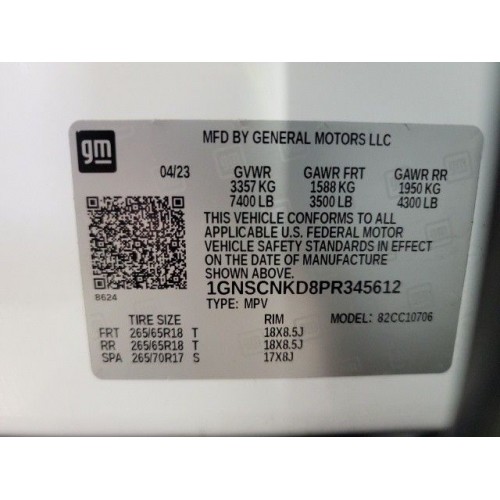 gm
MFD BY GENERAL MOTORS LLC
04/23 GVWR GAWR FRT GAWR RR
3357 KG 1588 KG 1950 KG
7400 LB 3500 LB 4300 LB
THIS VEHICLE CONFORMS TO ALL
APPLICABLE U.S. FEDERAL MOTOR
VEHICLE SAFETY STANDARDS IN EFFECT
ON THE DATE OF MANUFACTURE
SHOWN ABOVE.
8624
1GNSCNKD8PR345612
TYPE: MPV
TIRE SIZE RIM MODEL: 82CC10706
FRT 265/65R18 T 18X8.5J
RR 265/65R18 T 18X8.5J
SPA 265/70R17 S 17X8J